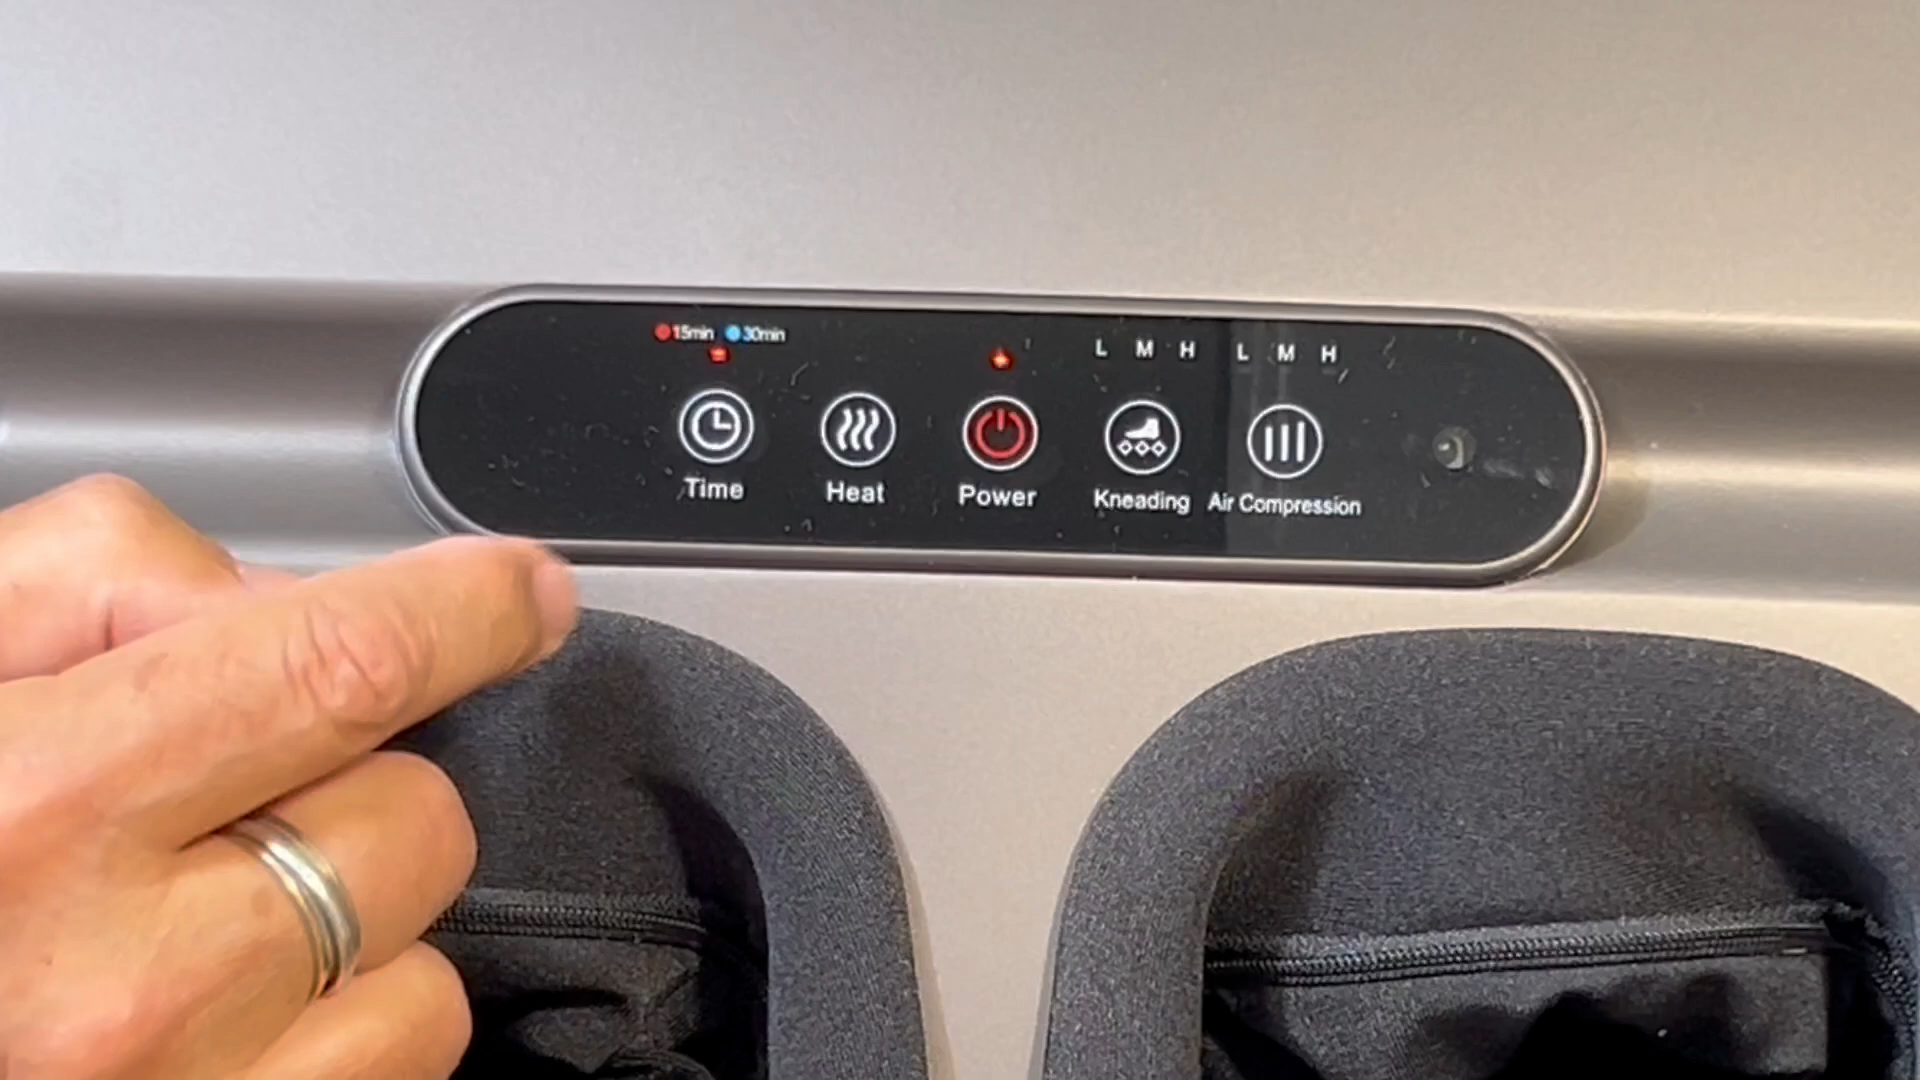 15min 30min
L M H L M H
Time Heat Power Kneading Air Compression